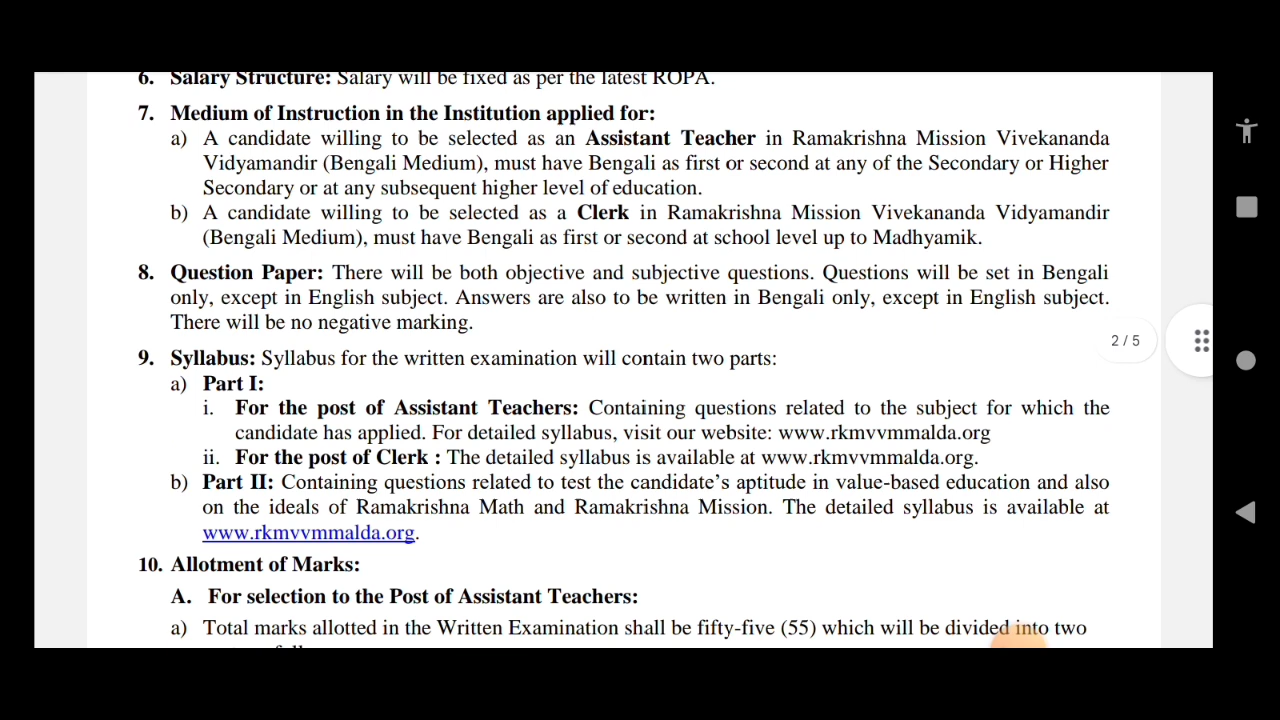 6. Salary Structure: Salary will be fixed as per the latest ROPA.
7. Medium of Instruction in the Institution applied for:
a) A candidate willing to be selected as an Assistant Teacher in Ramakrishna Mission Vivekananda
Vidyamandir (Bengali Medium), must have Bengali as first or second at any of the Secondary or Higher
Secondary or at any subsequent higher level of education.
b) A candidate willing to be selected as a Clerk in Ramakrishna Mission Vivekananda Vidyamandir
(Bengali Medium), must have Bengali as first or second at school level up to Madhyamik.
8. Question Paper: There will be both objective and subjective questions. Questions will be set in Bengali
only, except in English subject. Answers are also to be written in Bengali only, except in English subject.
There will be no negative marking.
2 / 5
9. Syllabus: Syllabus for the written examination will contain two parts:
a) Part I:
i. For the post of Assistant Teachers: Containing questions related to the subject for which the
candidate has applied. For detailed syllabus, visit our website: www.rkmvvmmalda.org
ii. For the post of Clerk : The detailed syllabus is available at www.rkmvvmmalda.org.
b) Part II: Containing questions related to test the candidate's aptitude in value-based education and also
on the ideals of Ramakrishna Math and Ramakrishna Mission. The detailed syllabus is available at
www.rkmvvmmalda.org.
10. Allotment of Marks:
A. For selection to the Post of Assistant Teachers:
a) Total marks allotted in the Written Examination shall be fifty-five (55) which will be divided into two